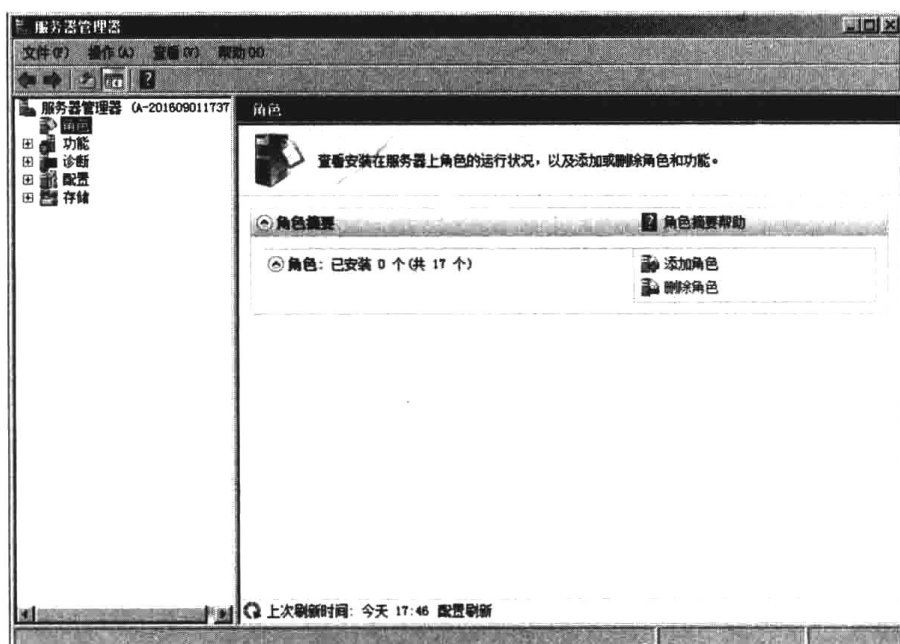 服务器管理器
文件(F) 操作(A) 查看(V) 帮助(H)
服务器管理器 (A-201609011737
角色
功能
诊断
配置
存储
角色
查看安装在服务器上角色的运行状况，以及添加或删除角色和功能。
角色摘要
角色摘要帮助
角色: 已安装 0 个(共 17 个)
添加角色
删除角色
上次刷新时间: 今天 17:46 配置刷新